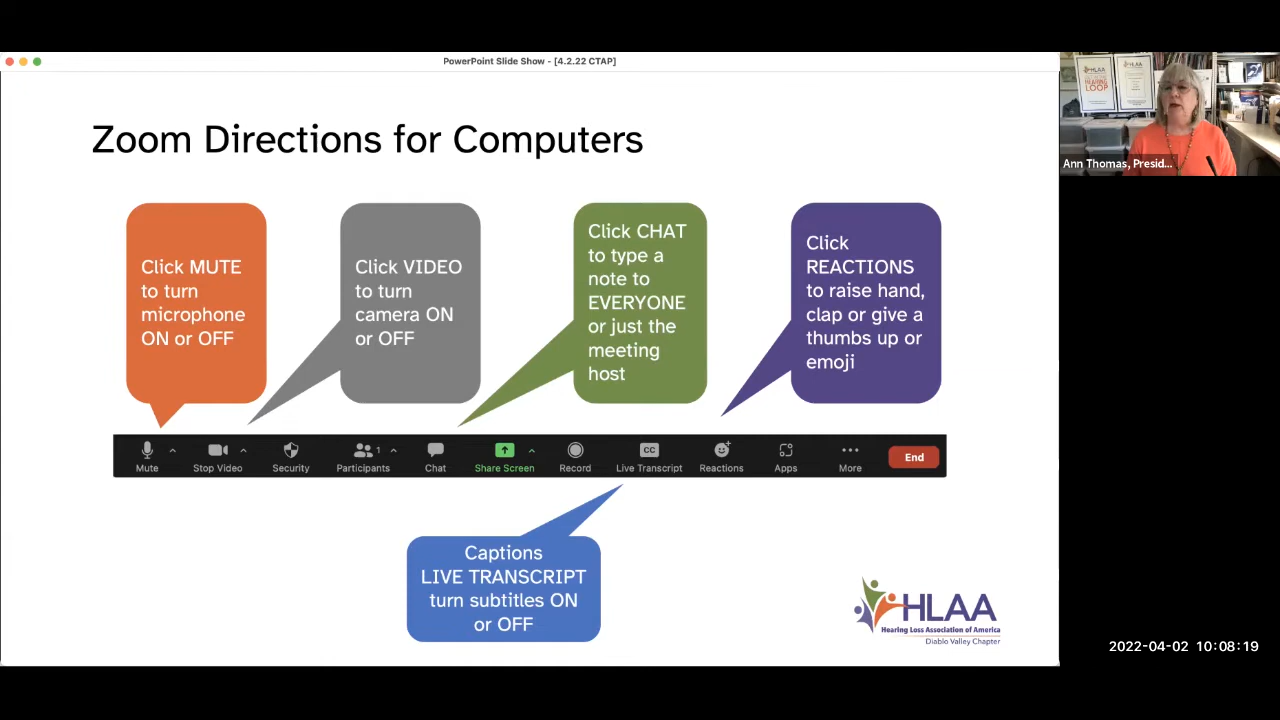 PowerPoint Slide Show - [4.2.22 CTAP]
Zoom Directions for Computers
Click MUTE
to turn
microphone
ON or OFF
Click VIDEO
to turn
camera ON
or OFF
Click CHAT
to type a
note to
EVERYONE
or just the
meeting
host
Click
REACTIONS
to raise hand,
clap or give a
thumbs up or
emoji
1
CC
Mute
Stop Video
Security
Participants
Chat
Share Screen
Record
Live Transcript
Reactions
Apps
More
End
Captions
LIVE TRANSCRIPT
turn subtitles ON
or OFF
HLAA
Hearing Loss Association of America
Diablo Valley Chapter
HLAA
HEARING
LOOP
HLAA
Ann Thomas, Presid...
2022-04-02 10:08:19